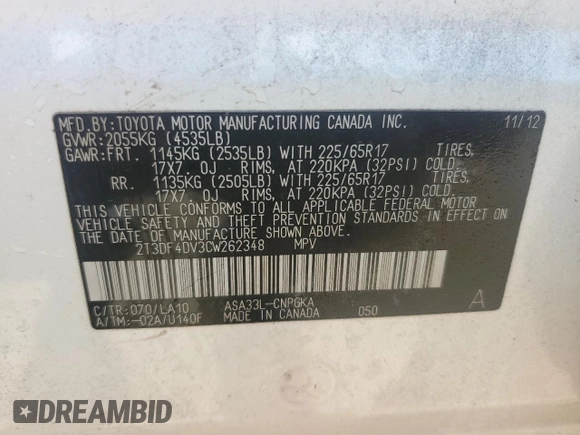 MFD.BY:TOYOTA MOTOR MANUFACTURING CANADA INC. 11/12
GVWR:2055KG (4535LB)
GAWR:FRT. 1145KG (2535LB) WITH 225/65R17 TIRES,
17X7.0J RIMS, AT 220KPA (32PSI) COLD.
RR. 1135KG (2505LB) WITH 225/65R17 TIRES,
17X7.0J RIMS, AT 220KPA (32PSI) COLD.
THIS VEHICLE CONFORMS TO ALL APPLICABLE FEDERAL MOTOR
VEHICLE SAFETY AND THEFT PREVENTION STANDARDS IN EFFECT ON
THE DATE OF MANUFACTURE SHOWN ABOVE.
2T3DF4DV3CW262348 MPV
C/TR:070/LA10 ASA33L-CNPGKA A
A/TM:-02A/U140F MADE IN CANADA 050
DREAMBID